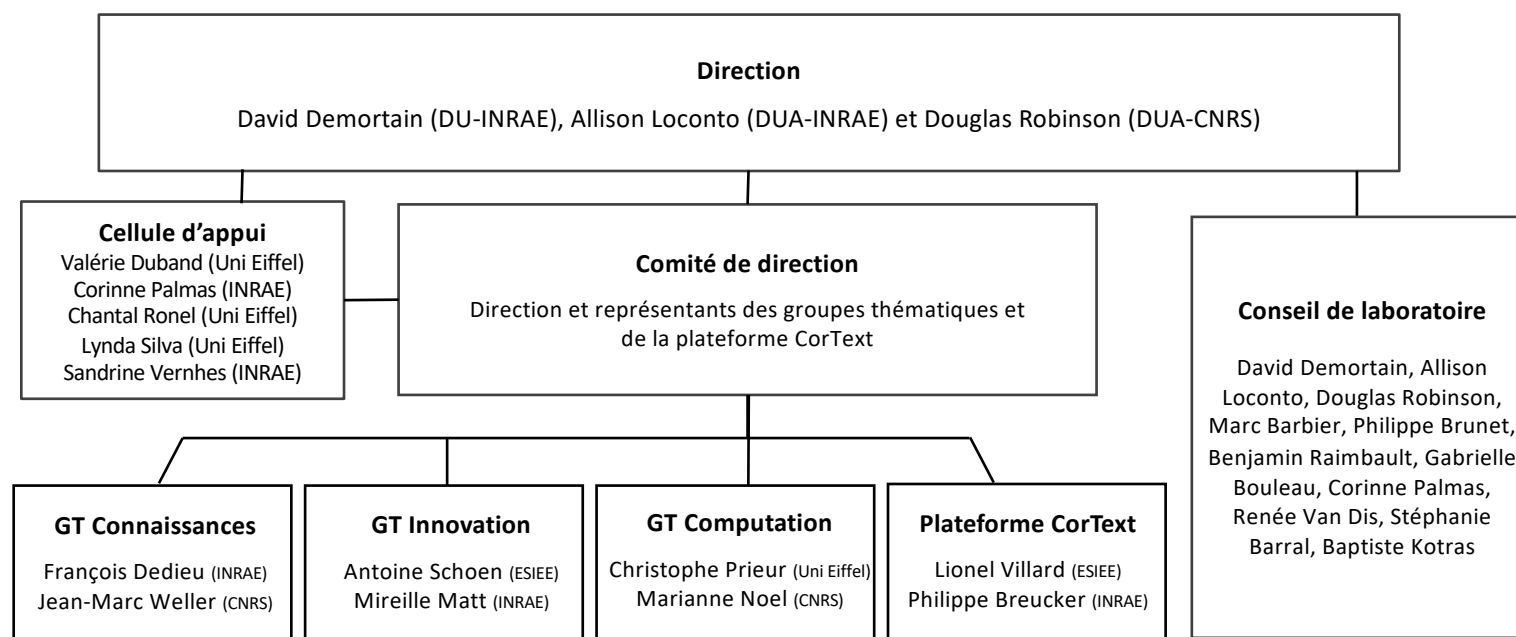 Direction
David Demortain (DU-INRAE), Allison Loconto (DUA-INRAE) et Douglas Robinson (DUA-CNRS)
Cellule d’appui
Valérie Duband (Uni Eiffel)
Corinne Palmas (INRAE)
Chantal Ronel (Uni Eiffel)
Lynda Silva (Uni Eiffel)
Sandrine Vernhes (INRAE)
Comité de direction
Direction et représentants des groupes thématiques et
de la plateforme CorText
Conseil de laboratoire
David Demortain, Allison
Loconto, Douglas Robinson,
Marc Barbier, Philippe Brunet,
Benjamin Raimbault, Gabrielle
Bouleau, Corinne Palmas,
Renée Van Dis, Stéphanie
Barral, Baptiste Kotras
GT Connaissances
François Dedieu (INRAE)
Jean-Marc Weller (CNRS)
GT Innovation
Antoine Schoen (ESIEE)
Mireille Matt (INRAE)
GT Computation
Christophe Prieur (Uni Eiffel)
Marianne Noel (CNRS)
Plateforme CorText
Lionel Villard (ESIEE)
Philippe Breucker (INRAE)